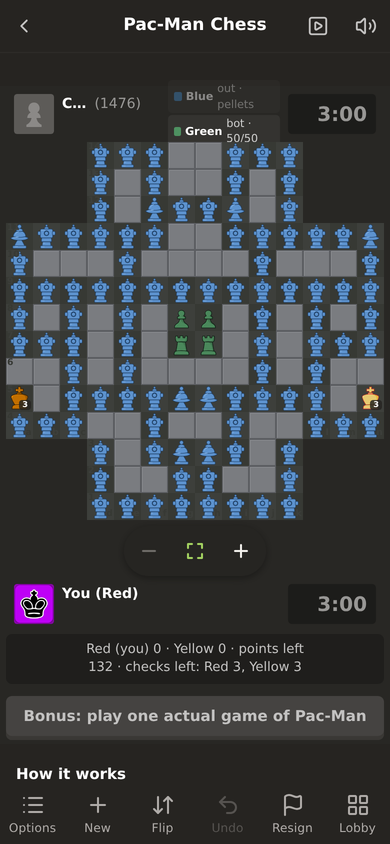 Pac-Man Chess
C... (1476)
Blue out · pellets
Green bot · 50/50
3:00
6
3
3
You (Red)
3:00
Red (you) 0 · Yellow 0 · points left
132 · checks left: Red 3, Yellow 3
Bonus: play one actual game of Pac-Man
How it works
Options New Flip Undo Resign Lobby